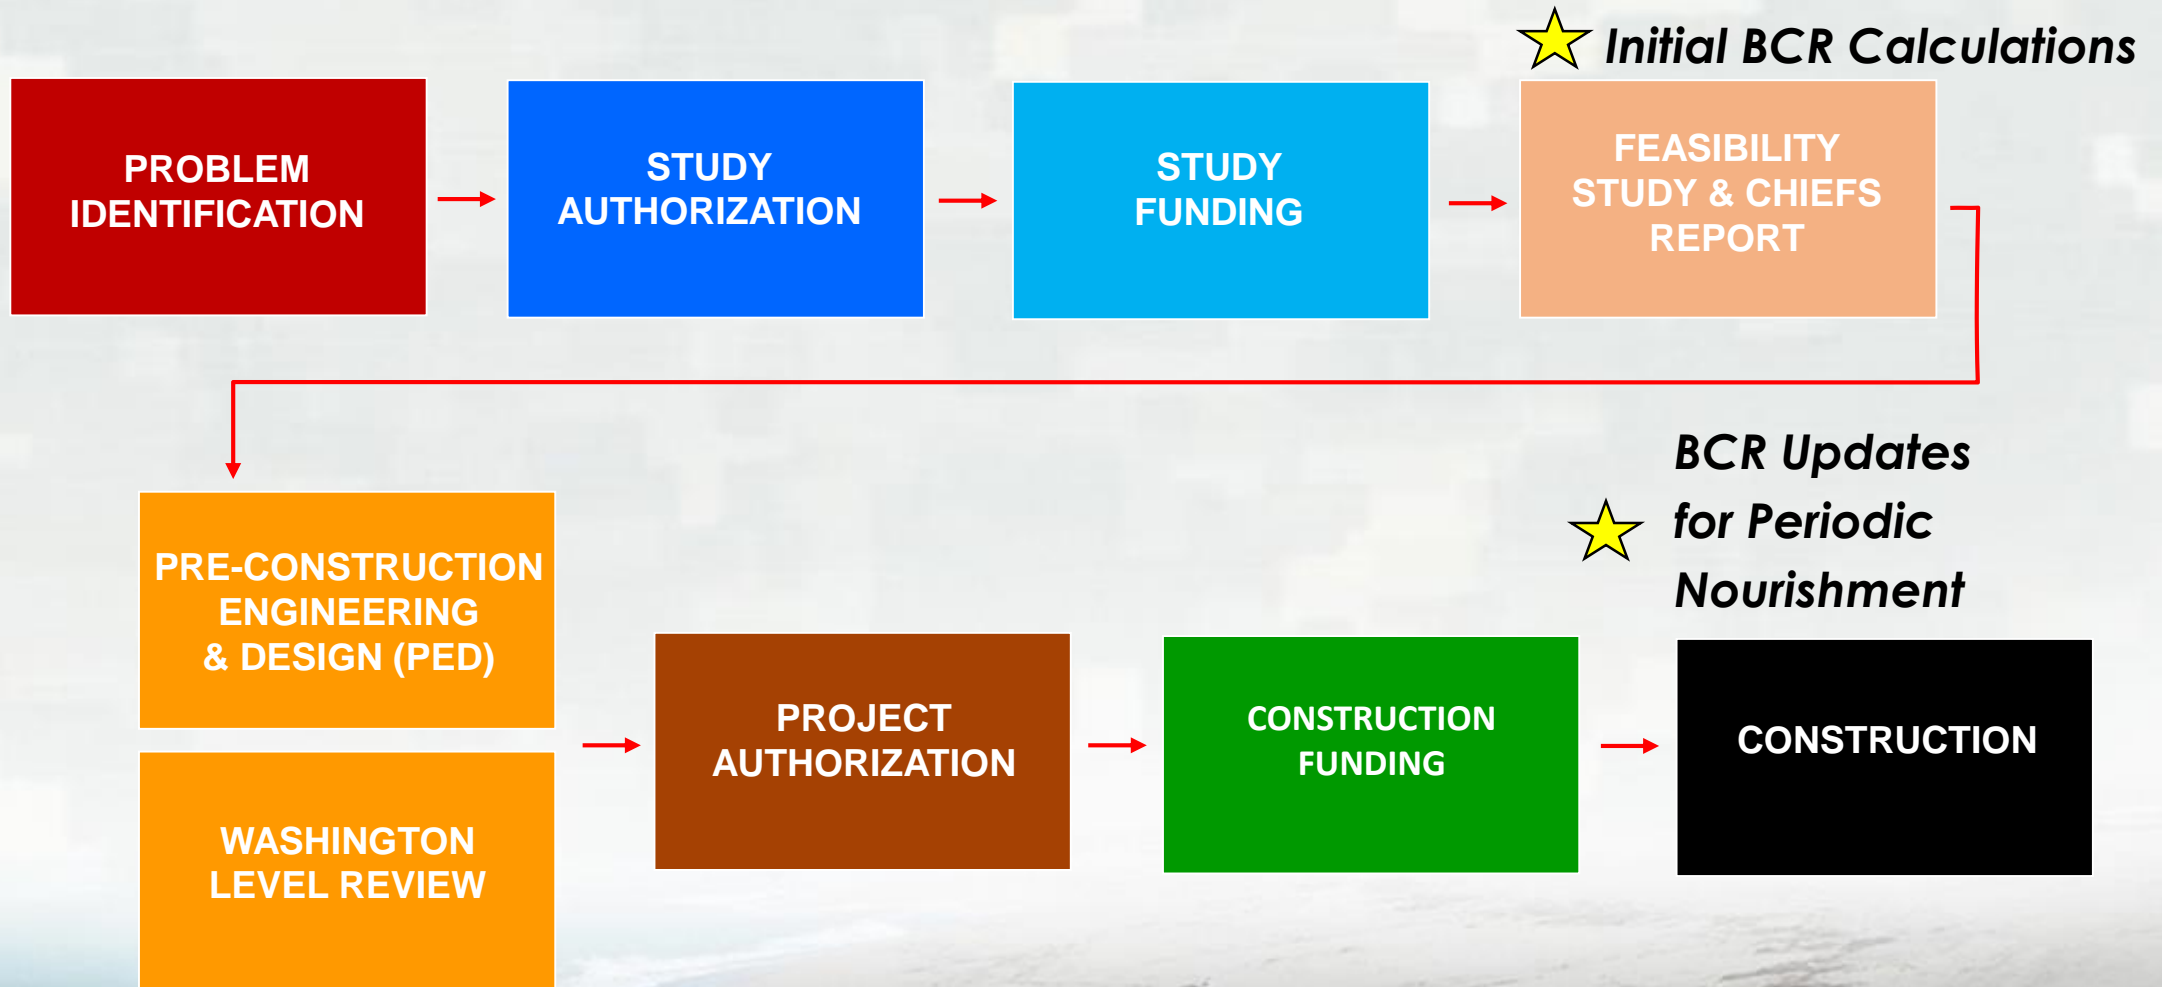 Initial BCR Calculations
PROBLEM
IDENTIFICATION
STUDY
AUTHORIZATION
STUDY
FUNDING
FEASIBILITY
STUDY & CHIEFS
REPORT
BCR Updates
for Periodic
Nourishment
PRE-CONSTRUCTION
ENGINEERING
& DESIGN (PED)
WASHINGTON
LEVEL REVIEW
PROJECT
AUTHORIZATION
CONSTRUCTION
FUNDING
CONSTRUCTION